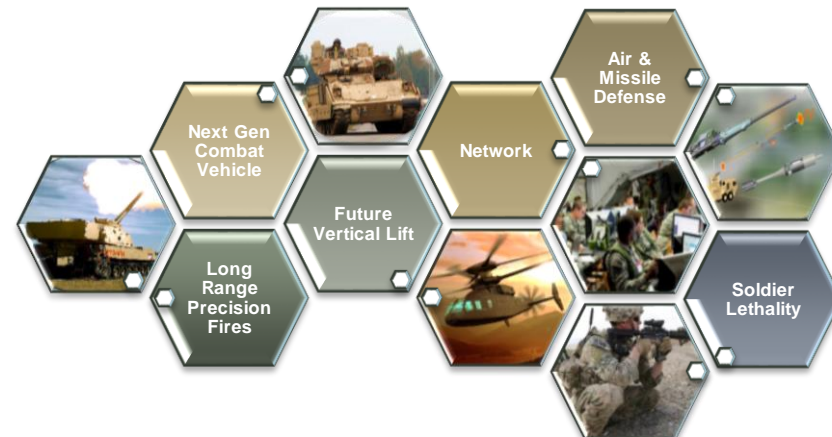 Air &
Missile
Defense
Next Gen
Combat
Vehicle
Network
Future
Vertical Lift
Long
Range
Precision
Fires
Soldier
Lethality